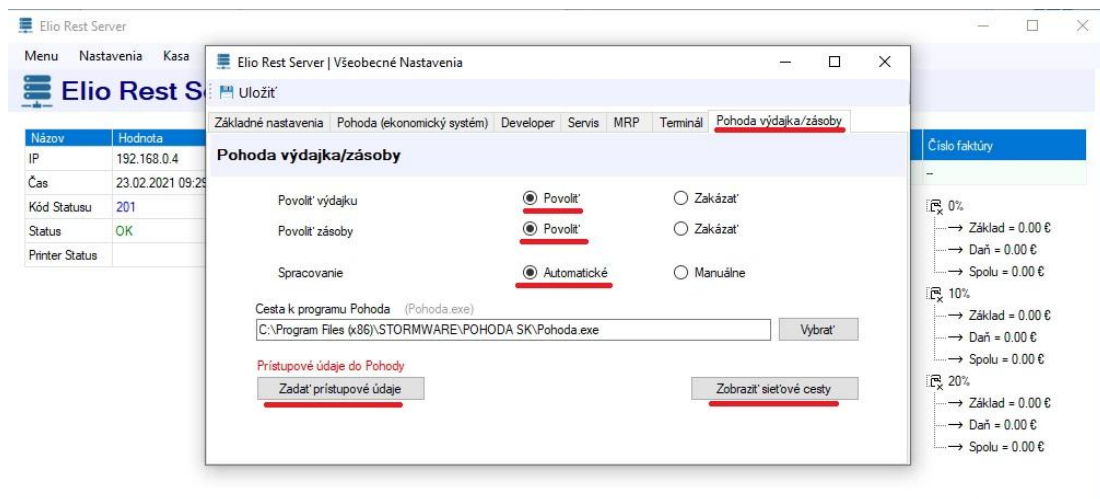 Elio Rest Server
Menu Nastavenia Kasa
Elio Rest S
Názov Hodnota
IP 192.168.0.4
Čas 23.02.2021 09:29
Kód Statusu 201
Status OK
Printer Status
Elio Rest Server | Všeobecné Nastavenia
Uložiť
Základné nastavenia Pohoda (ekonomický systém) Developer Servis MRP Terminál Pohoda výdajka/zásoby
Pohoda výdajka/zásoby
Povoliť výdajku Povoliť Zakázať
Povoliť zásoby Povoliť Zakázať
Spracovanie Automatické Manuálne
Cesta k programu Pohoda (Pohoda.exe)
C:\Program Files (x86)\STORMWARE\POHODA SK\Pohoda.exe Vybrať
Prístupové údaje do Pohody
Zadať prístupové údaje Zobraziť sieťové cesty
Číslo faktúry
--
0%
Základ = 0.00 €
Daň = 0.00 €
Spolu = 0.00 €
10%
Základ = 0.00 €
Daň = 0.00 €
Spolu = 0.00 €
20%
Základ = 0.00 €
Daň = 0.00 €
Spolu = 0.00 €